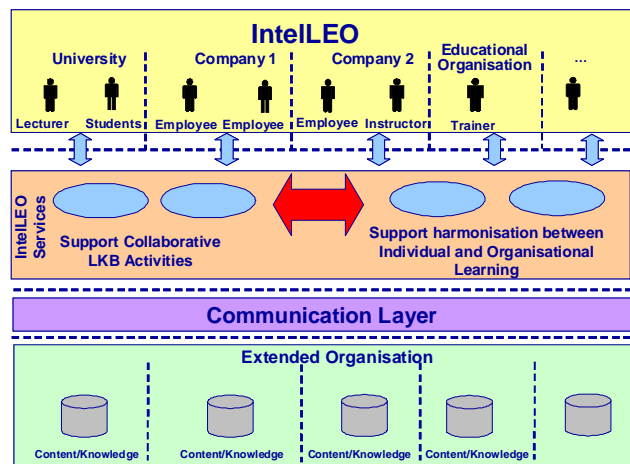 IntelLEO
University
Company 1
Company 2
Educational
Organisation
...
Lecturer
Students
Employee
Employee
Employee
Instructor
Trainer
IntelLEO
Services
Support Collaborative
LKB Activities
Support harmonisation between
Individual and Organisational
Learning
Communication Layer
Extended Organisation
Content/Knowledge
Content/Knowledge
Content/Knowledge
Content/Knowledge